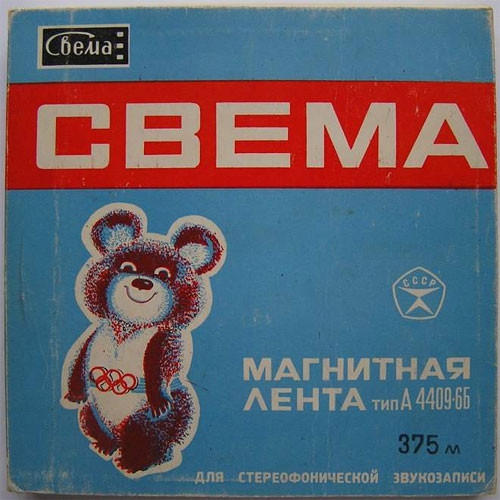 Свема
СВЕМА
СССР
МАГНИТНАЯ
ЛЕНТА тип А 4409-6Б
375 м
ДЛЯ СТЕРЕОФОНИЧЕСКОЙ ЗВУКОЗАПИСИ